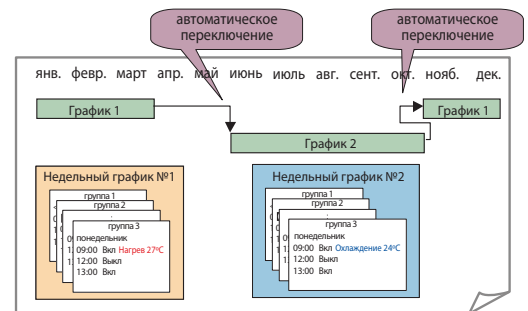 автоматическое
переключение
автоматическое
переключение
янв. февр. март апр. май июнь июль авг. сент. окт. нояб. дек.
График 1
График 1
График 2
Недельный график №1
группа 1
группа 2
группа 3
понедельник
09:00 Вкл Нагрев 27ºC
12:00 Выкл
13:00 Вкл
Недельный график №2
группа 1
группа 2
группа 3
понедельник
09:00 Вкл Охлаждение 24ºC
12:00 Выкл
13:00 Вкл